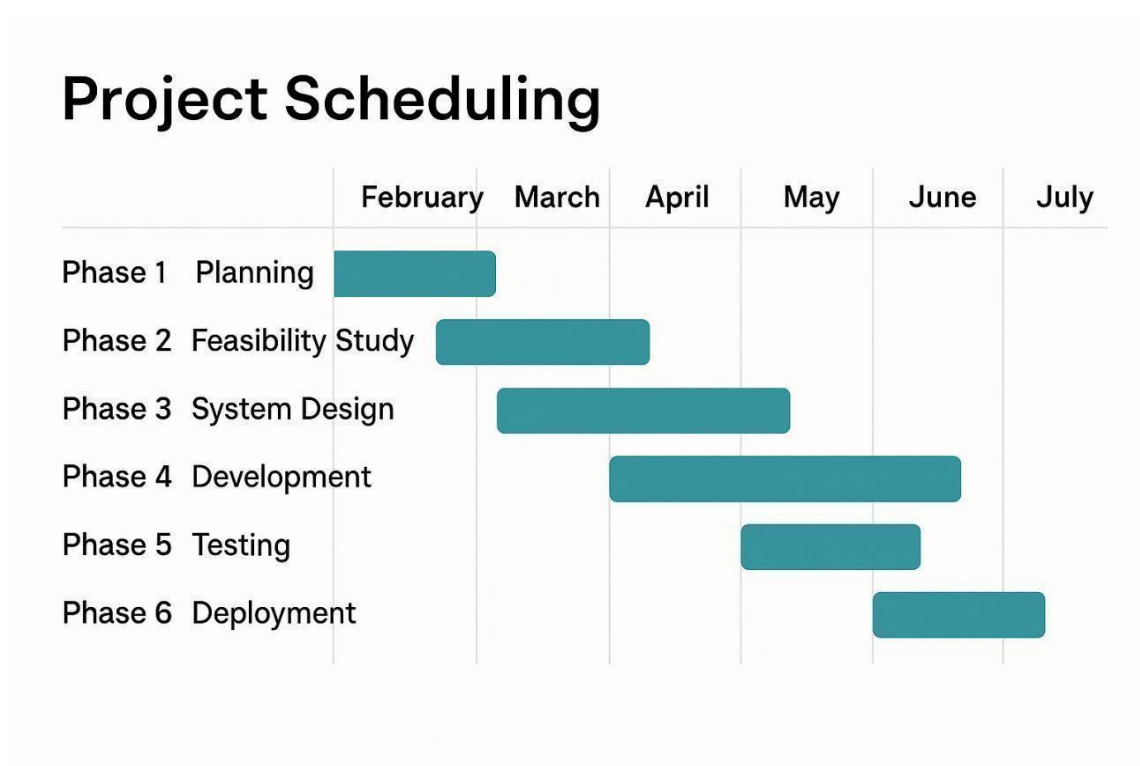 Project Scheduling
February March April May June July
Phase 1 Planning
Phase 2 Feasibility Study
Phase 3 System Design
Phase 4 Development
Phase 5 Testing
Phase 6 Deployment